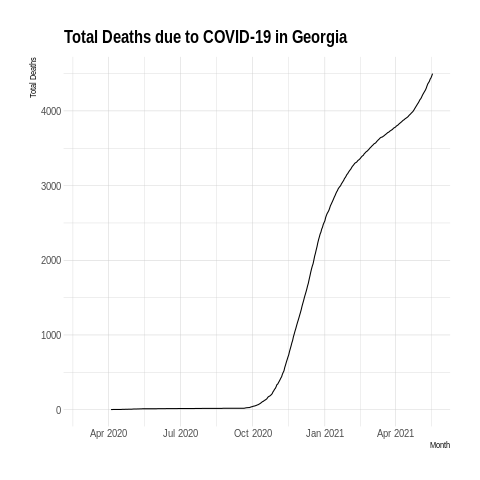 Total Deaths due to COVID-19 in Georgia
Total Deaths
4000
3000
2000
1000
0
Apr 2020 Jul 2020 Oct 2020 Jan 2021 Apr 2021
Month